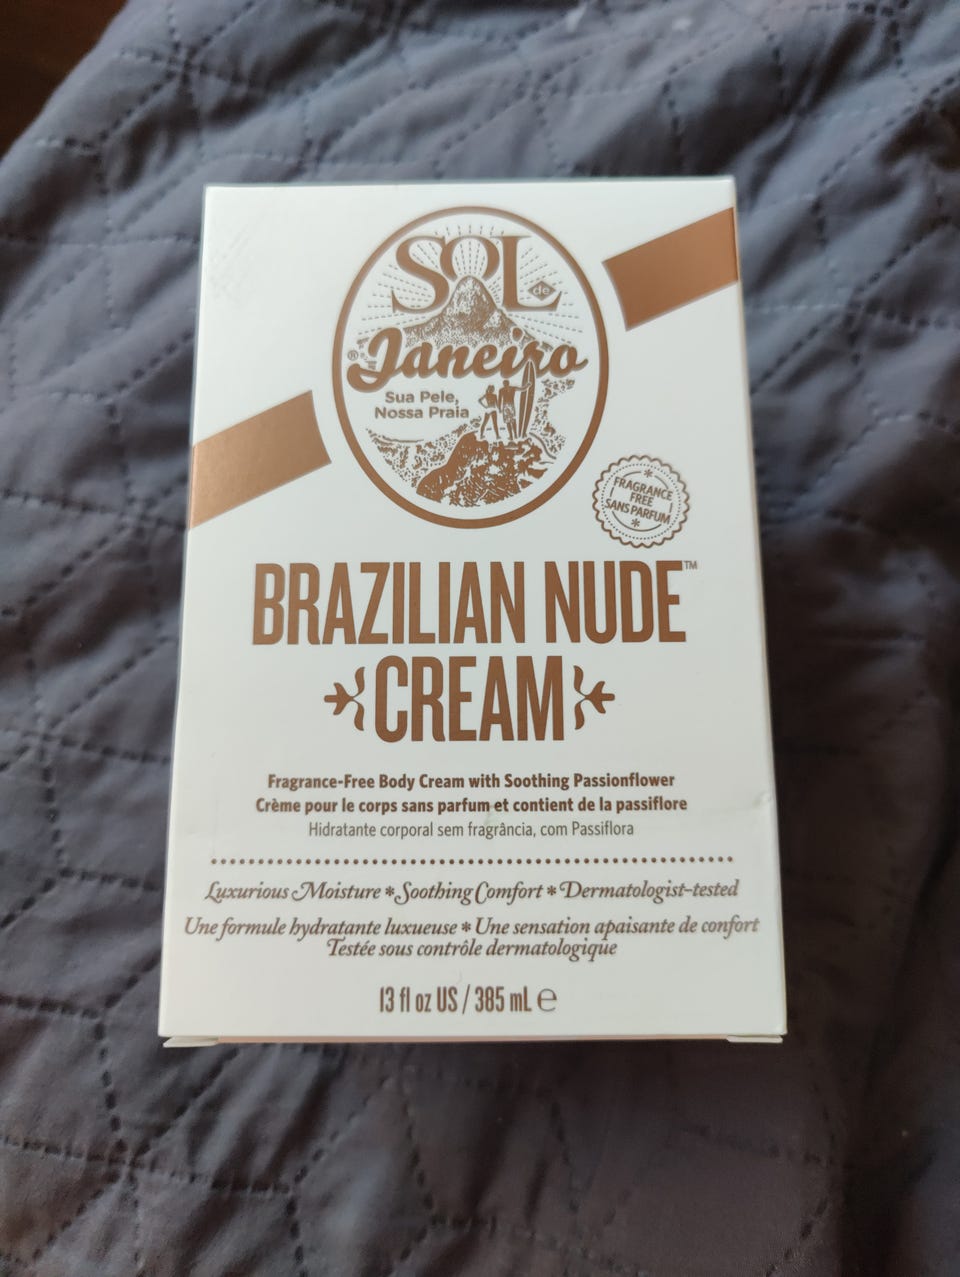 SOL
de
Janeiro
®
Sua Pele,
Nossa Praia
FRAGRANCE
FREE
SANS PARFUM
BRAZILIAN NUDE™
CREAM
Fragrance-Free Body Cream with Soothing Passionflower
Crème pour le corps sans parfum et contient de la passiflore
Hidratante corporal sem fragrância, com Passiflora
Luxurious Moisture * Soothing Comfort * Dermatologist-tested
Une formule hydratante luxueuse * Une sensation apaisante de confort
Testée sous contrôle dermatologique
13 fl oz US / 385 mL ℮